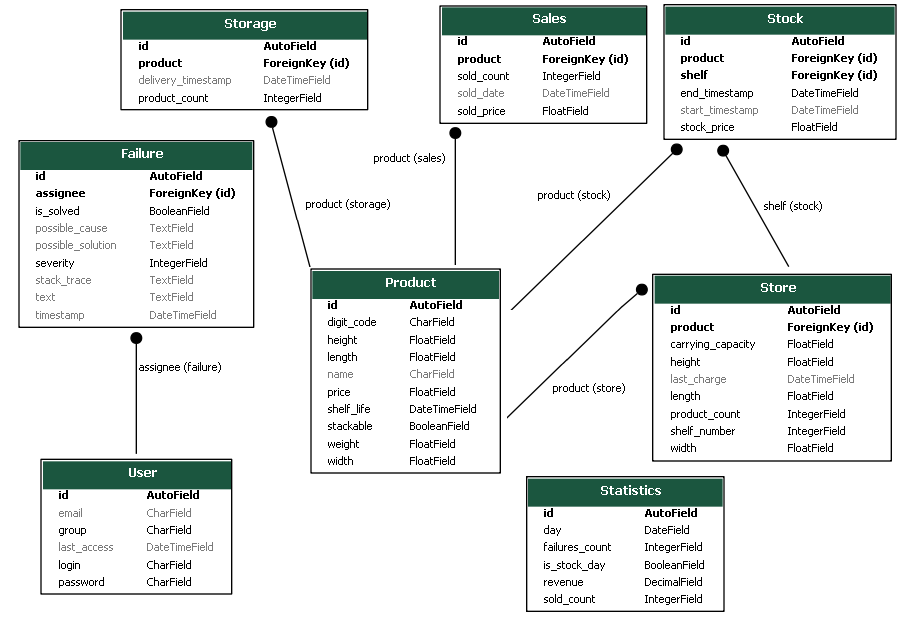 Storage
id AutoField
product ForeignKey (id)
delivery_timestamp DateTimeField
product_count IntegerField
Sales
id AutoField
product ForeignKey (id)
sold_count IntegerField
sold_date DateTimeField
sold_price FloatField
Stock
id AutoField
product ForeignKey (id)
shelf ForeignKey (id)
end_timestamp DateTimeField
start_timestamp DateTimeField
stock_price FloatField
Failure
id AutoField
assignee ForeignKey (id)
is_solved BooleanField
possible_cause TextField
possible_solution TextField
severity IntegerField
stack_trace TextField
text TextField
timestamp DateTimeField
product (storage)
product (sales)
product (stock)
shelf (stock)
Product
id AutoField
digit_code CharField
height FloatField
length FloatField
name CharField
price FloatField
shelf_life DateTimeField
stackable BooleanField
weight FloatField
width FloatField
product (store)
Store
id AutoField
product ForeignKey (id)
carrying_capacity FloatField
height FloatField
last_charge DateTimeField
length FloatField
product_count IntegerField
shelf_number IntegerField
width FloatField
assignee (failure)
User
id AutoField
email CharField
group CharField
last_access DateTimeField
login CharField
password CharField
Statistics
id AutoField
day DateField
failures_count IntegerField
is_stock_day BooleanField
revenue DecimalField
sold_count IntegerField